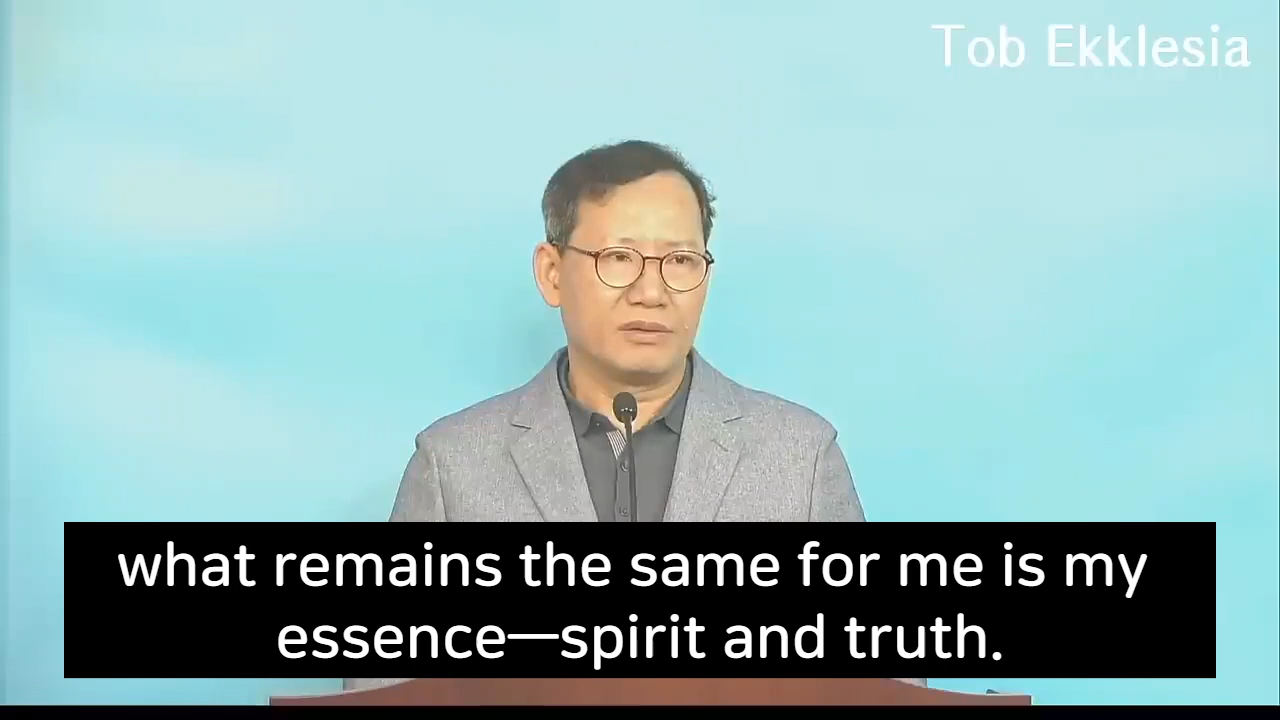 Tob Ekklesia
what remains the same for me is my
essence—spirit and truth.